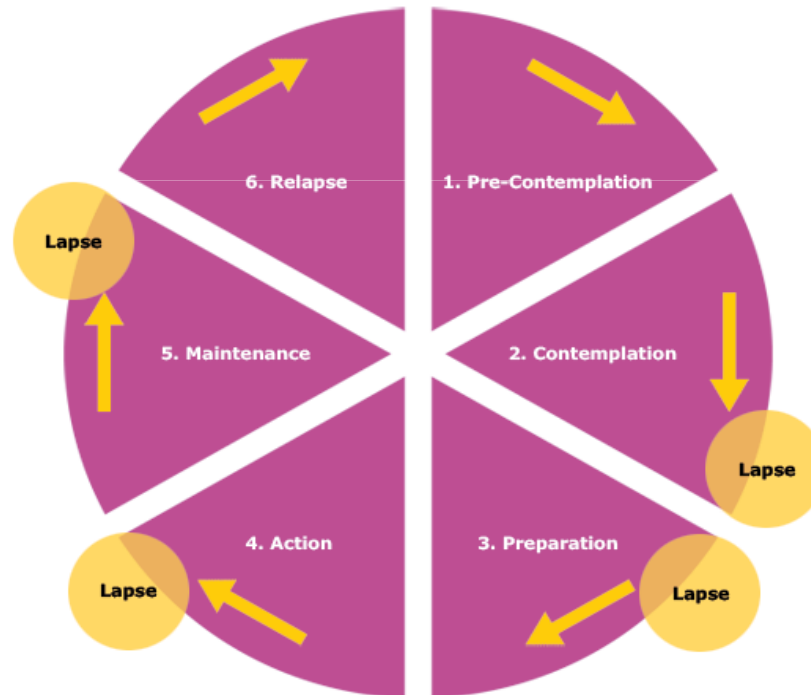 6. Relapse
1. Pre-Contemplation
Lapse
5. Maintenance
2. Contemplation
Lapse
4. Action
3. Preparation
Lapse
Lapse